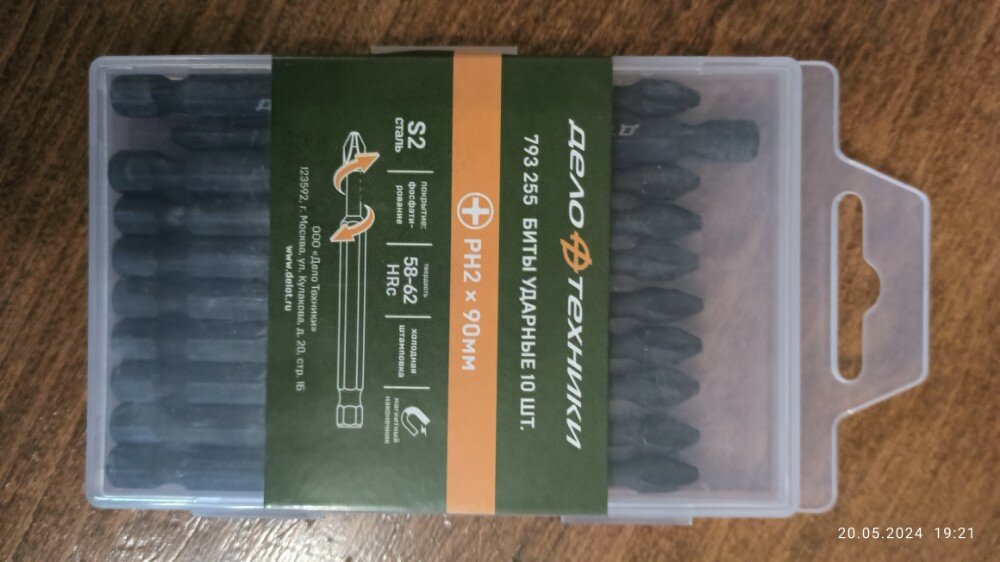 ДЕЛО ТЕХНИКИ
793 255 БИТЫ УДАРНЫЕ 10 ШТ.
PH2 × 90мм
S2
сталь
покрытие:
фосфати-
рование
твердость
58-62
HRc
холодная
штамповка
магнитный
наконечник
ООО «Дело Техники»
123592, г. Москва, ул. Кулакова, д. 20, стр. 1Б
www.delot.ru
20.05.2024 19:21